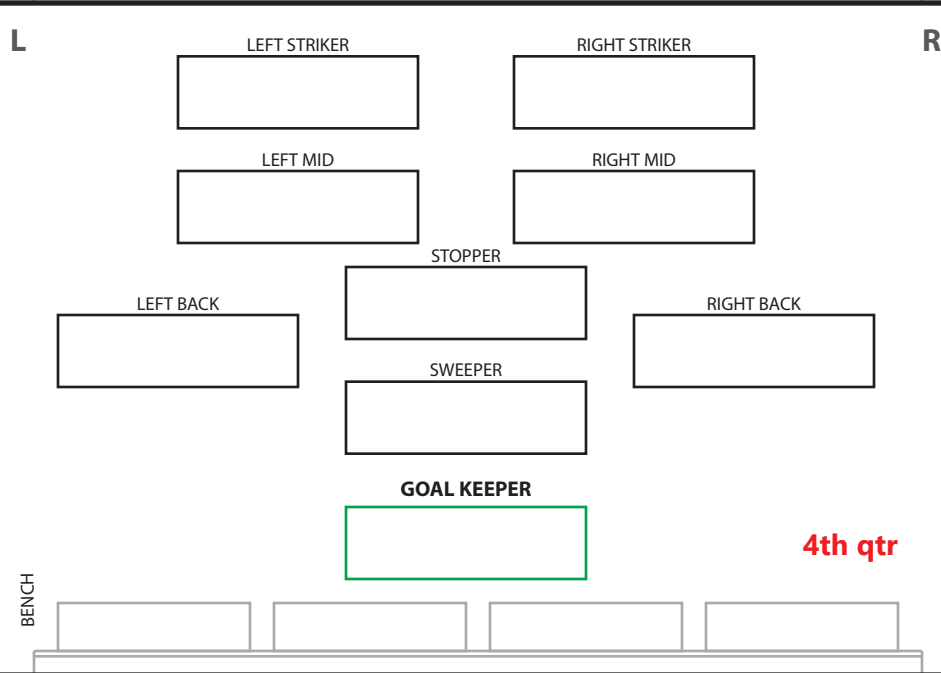 L
R
LEFT STRIKER
RIGHT STRIKER
LEFT MID
RIGHT MID
STOPPER
LEFT BACK
RIGHT BACK
SWEEPER
GOAL KEEPER
4th qtr
BENCH